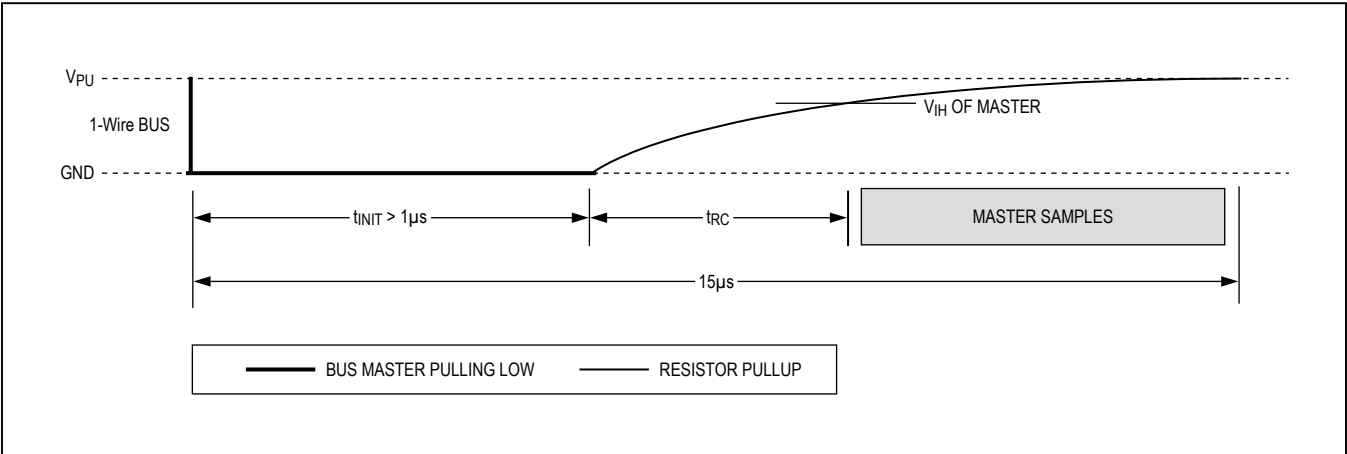 VPU
1-Wire BUS
VIH OF MASTER
GND
tINIT > 1µs
tRC
MASTER SAMPLES
15µs
BUS MASTER PULLING LOW
RESISTOR PULLUP